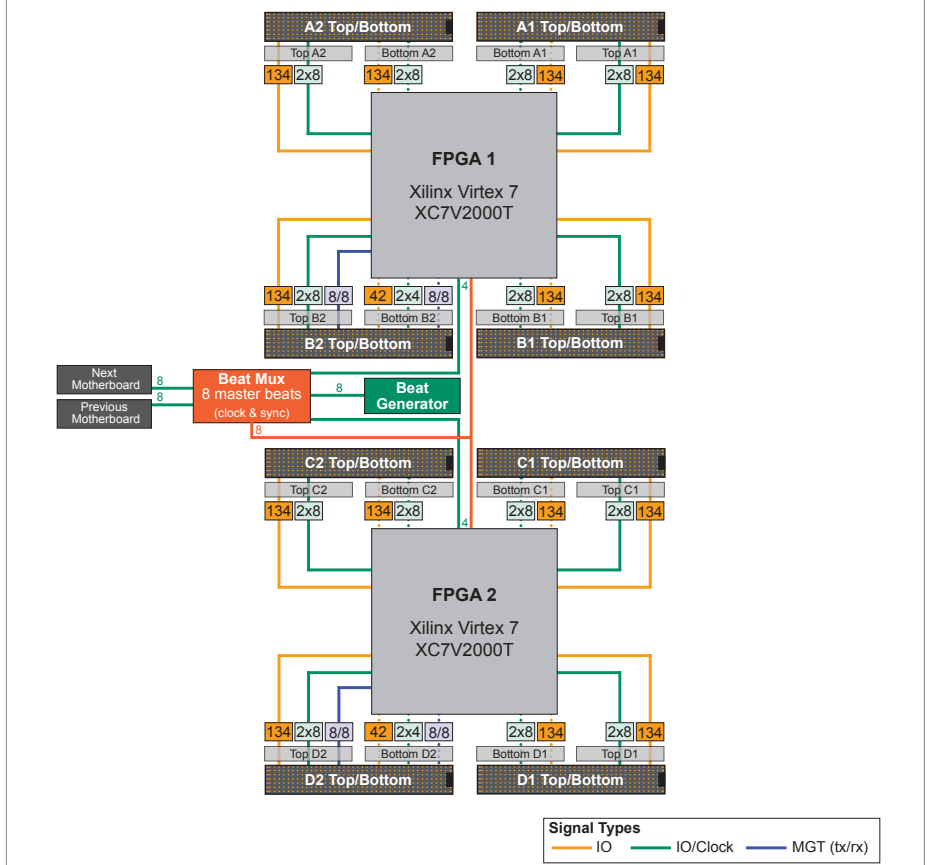 A2 Top/Bottom
A1 Top/Bottom
Top A2
Bottom A2
Bottom A1
Top A1
134 2x8
134 2x8
2x8 134
2x8 134
FPGA 1
Xilinx Virtex 7
XC7V2000T
4
134 2x8 8/8
42 2x4 8/8
2x8 134
2x8 134
Top B2
Bottom B2
Bottom B1
Top B1
B2 Top/Bottom
B1 Top/Bottom
Next
Motherboard
8
Previous
Motherboard
8
Beat Mux
8 master beats
(clock & sync)
8
Beat
Generator
8
C2 Top/Bottom
C1 Top/Bottom
Top C2
Bottom C2
Bottom C1
Top C1
134 2x8
134 2x8
2x8 134
2x8 134
4
FPGA 2
Xilinx Virtex 7
XC7V2000T
134 2x8 8/8
42 2x4 8/8
2x8 134
2x8 134
Top D2
Bottom D2
Bottom D1
Top D1
D2 Top/Bottom
D1 Top/Bottom
Signal Types
IO
IO/Clock
MGT (tx/rx)